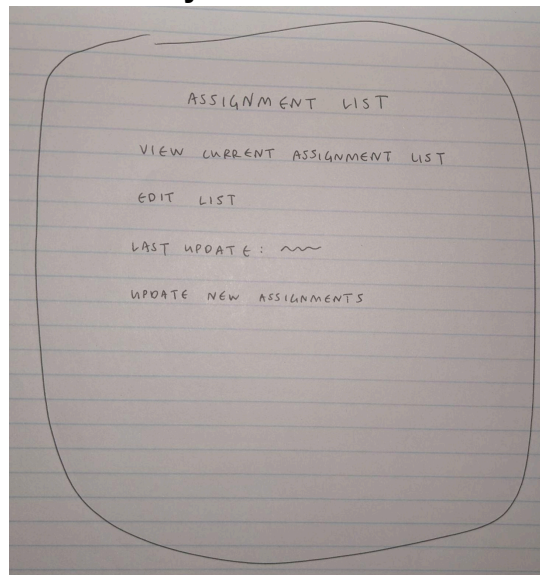 ASSIGNMENT LIST
VIEW CURRENT ASSIGNMENT LIST
EDIT LIST
LAST UPDATE:
UPDATE NEW ASSIGNMENTS